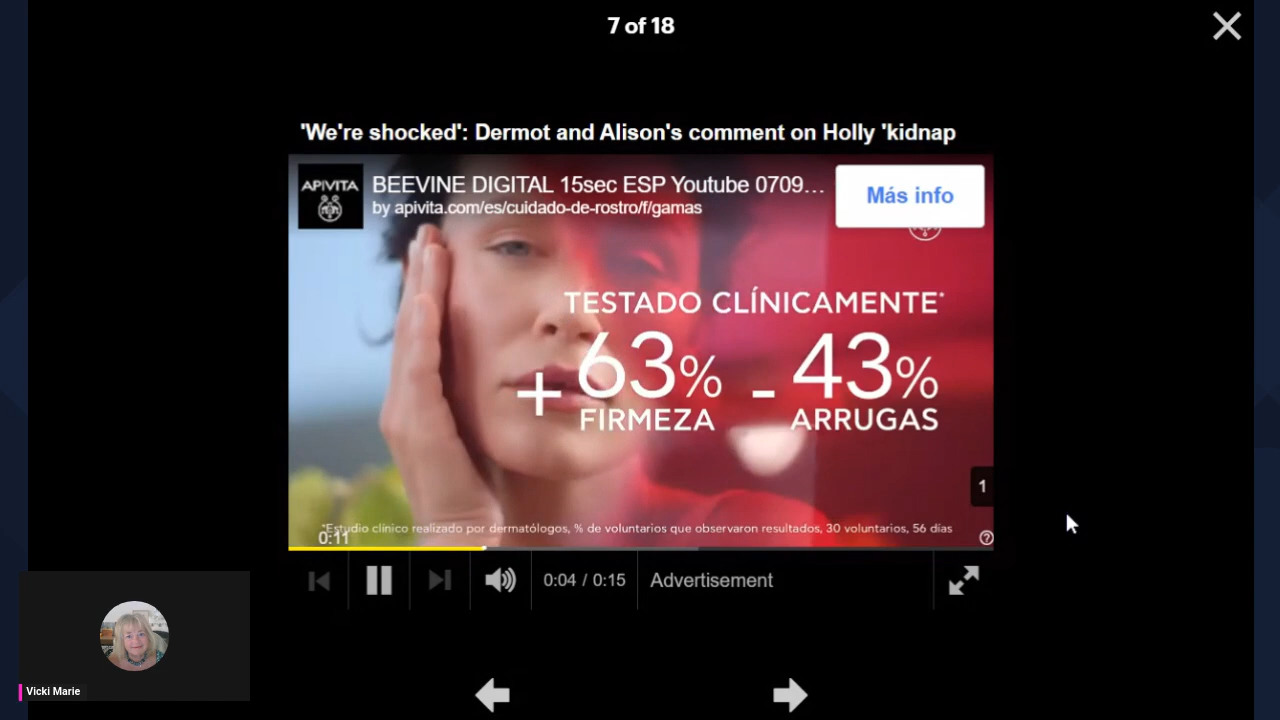 7 of 18
'We're shocked': Dermot and Alison's comment on Holly 'kidnap
APIVITA
BEEVINE DIGITAL 15sec ESP Youtube 0709...
by apivita.com/es/cuidado-de-rostro/f/gamas
Más info
TESTADO CLÍNICAMENTE*
+63% -43%
FIRMEZA ARRUGAS
1
*Estudio clínico realizado por dermatólogos, % de voluntarios que observaron resultados, 30 voluntarios, 56 días
0:11
0:04 / 0:15
Advertisement
Vicki Marie